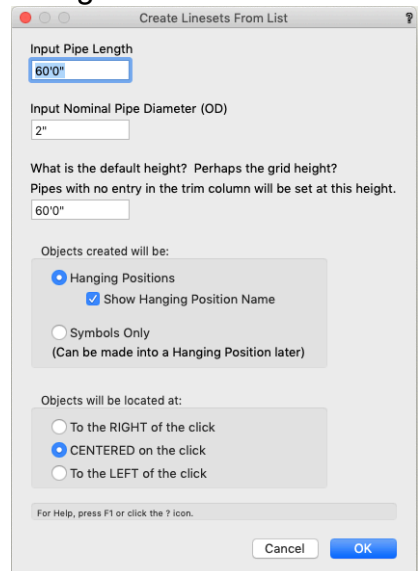 Create Linesets From List
?
Input Pipe Length
60'0"
Input Nominal Pipe Diameter (OD)
2"
What is the default height?  Perhaps the grid height?
Pipes with no entry in the trim column will be set at this height.
60'0"
Objects created will be:
Hanging Positions
Show Hanging Position Name
Symbols Only
(Can be made into a Hanging Position later)
Objects will be located at:
To the RIGHT of the click
CENTERED on the click
To the LEFT of the click
For Help, press F1 or click the ? icon.
Cancel
OK